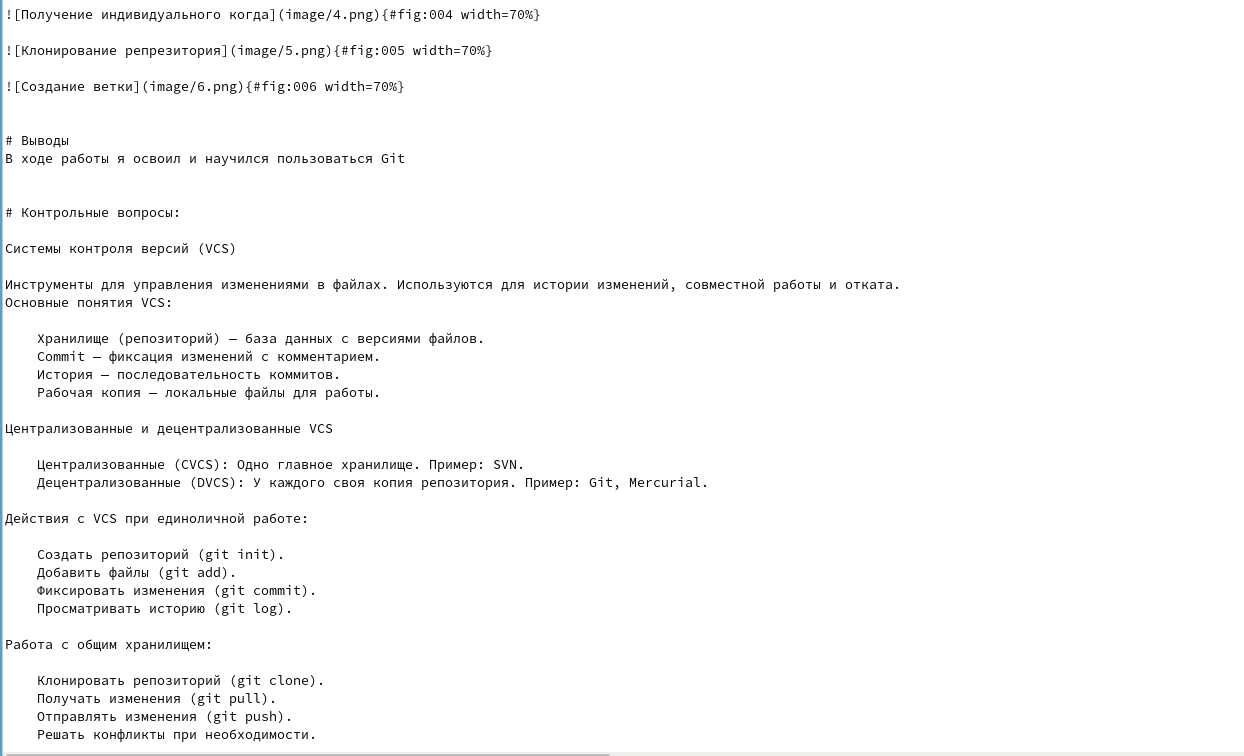 ![Получение индивидуального когда](image/4.png){#fig:004 width=70%}
![Клонирование репрезитория](image/5.png){#fig:005 width=70%}
![Создание ветки](image/6.png){#fig:006 width=70%}
# Выводы
В ходе работы я освоил и научился пользоваться Git
# Контрольные вопросы:
Системы контроля версий (VCS)
Инструменты для управления изменениями в файлах. Используются для истории изменений, совместной работы и отката.
Основные понятия VCS:
Хранилище (репозиторий) — база данных с версиями файлов.
Commit — фиксация изменений с комментарием.
История — последовательность коммитов.
Рабочая копия — локальные файлы для работы.
Централизованные и децентрализованные VCS
Централизованные (CVCS): Одно главное хранилище. Пример: SVN.
Децентрализованные (DVCS): У каждого своя копия репозитория. Пример: Git, Mercurial.
Действия с VCS при единоличной работе:
Создать репозиторий (git init).
Добавить файлы (git add).
Фиксировать изменения (git commit).
Просматривать историю (git log).
Работа с общим хранилищем:
Клонировать репозиторий (git clone).
Получать изменения (git pull).
Отправлять изменения (git push).
Решать конфликты при необходимости.